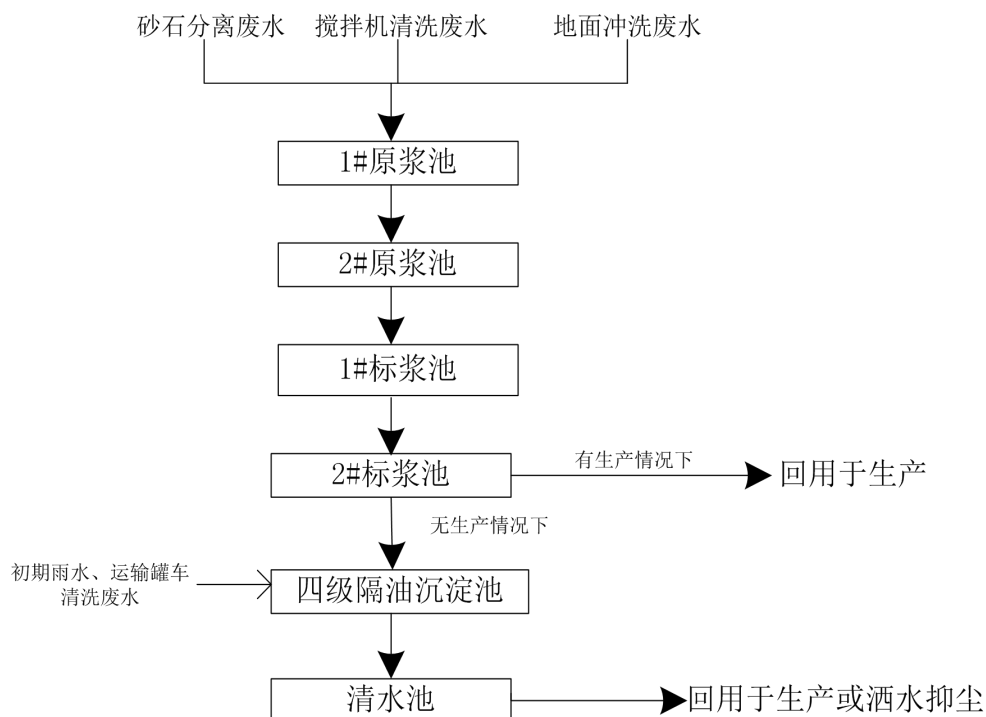 砂石分离废水
搅拌机清洗废水
地面冲洗废水
1#原浆池
2#原浆池
1#标浆池
2#标浆池
有生产情况下
回用于生产
无生产情况下
初期雨水、运输罐车
清洗废水
四级隔油沉淀池
清水池
回用于生产或洒水抑尘